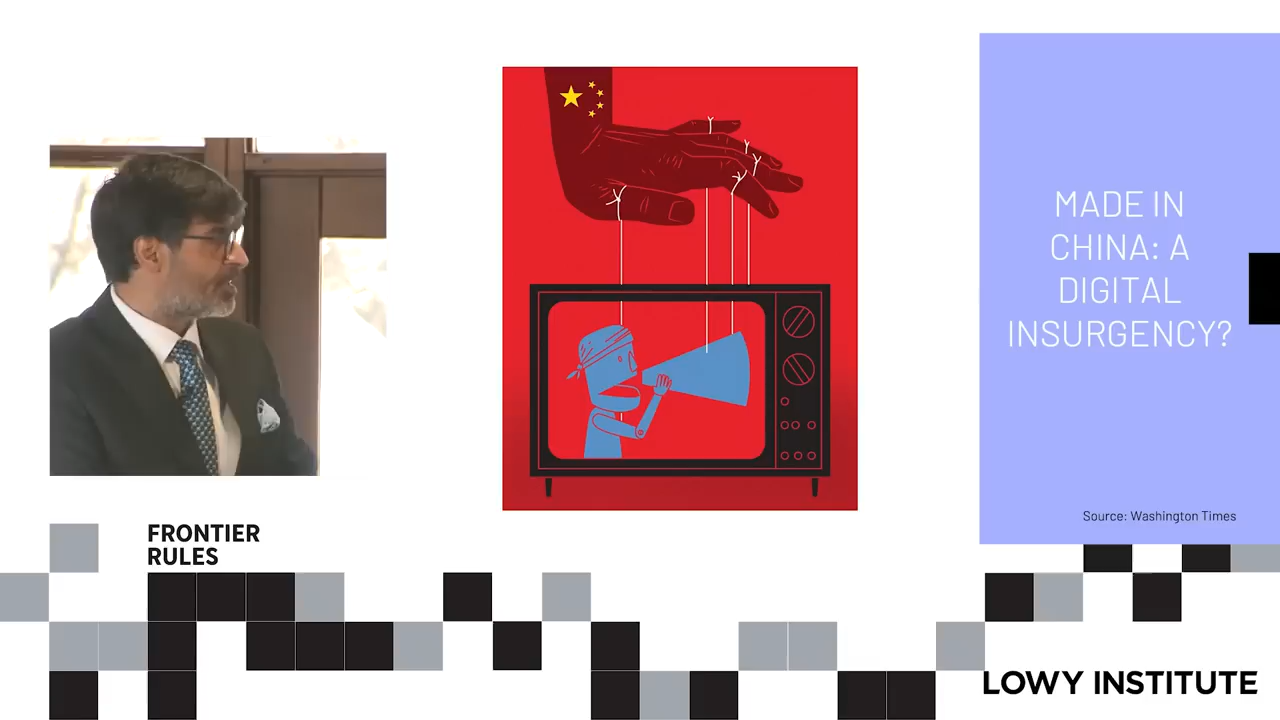 MADE IN
CHINA: A
DIGITAL
INSURGENCY?
Source: Washington Times
FRONTIER
RULES
LOWY INSTITUTE